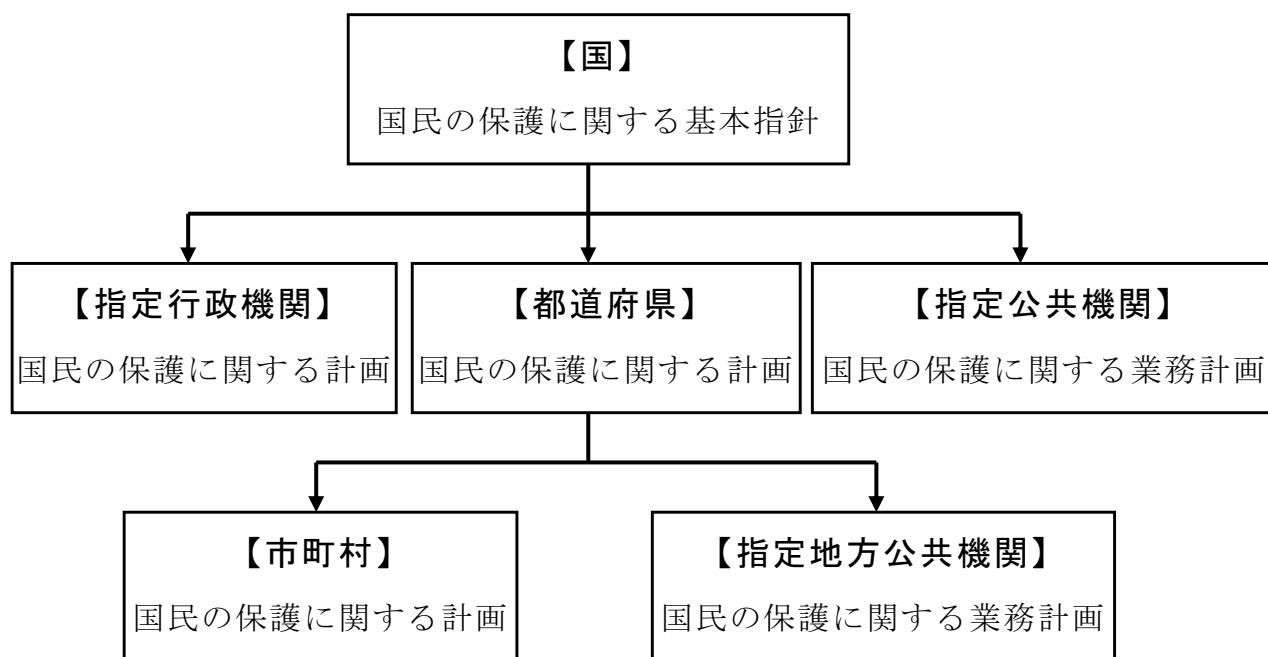 【国】
国民の保護に関する基本指針
【指定行政機関】
国民の保護に関する計画
【都道府県】
国民の保護に関する計画
【指定公共機関】
国民の保護に関する業務計画
【市町村】
国民の保護に関する計画
【指定地方公共機関】
国民の保護に関する業務計画